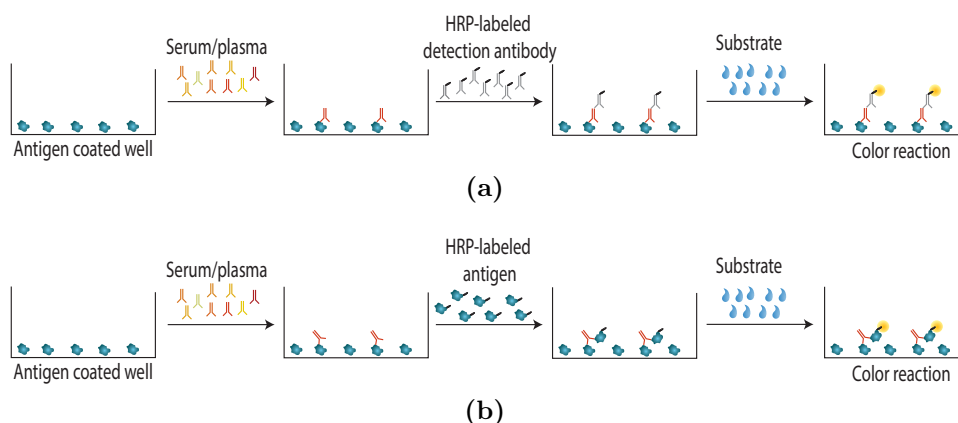 Serum/plasma
HRP-labeled
detection antibody
Substrate
Antigen coated well
Color reaction
(a)
Serum/plasma
HRP-labeled
antigen
Substrate
Antigen coated well
Color reaction
(b)